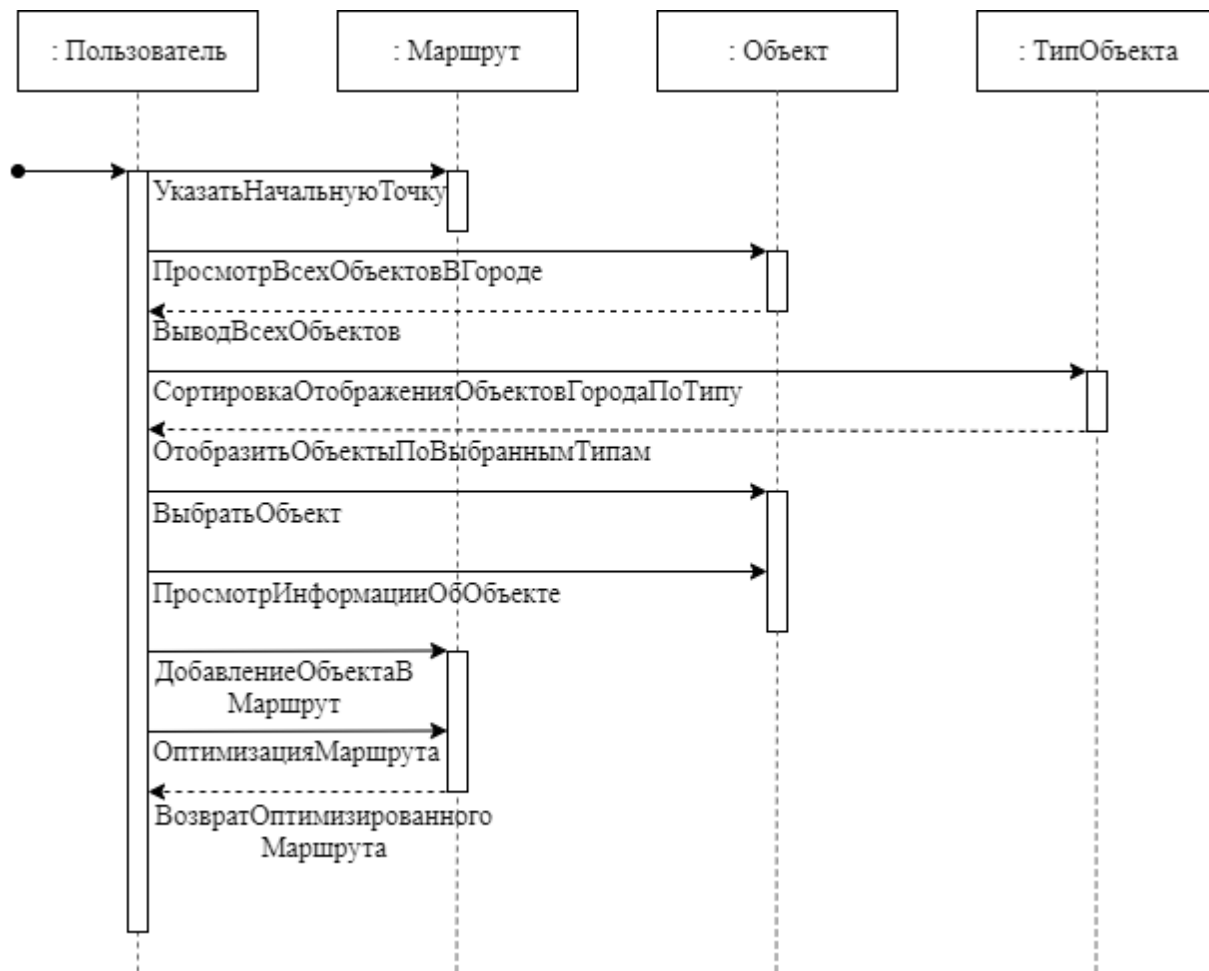 : Пользователь
: Маршрут
: Объект
: ТипОбъекта
УказатьНачальнуюТочку
ПросмотрВсехОбъектовВГороде
ВыводВсехОбъектов
СортировкаОтображенияОбъектовГородаПоТипу
ОтобразитьОбъектыПоВыбраннымТипам
ВыбратьОбъект
ПросмотрИнформацииОбОбъекте
ДобавлениеОбъектаВ
Маршрут
ОптимизацияМаршрута
ВозвратОптимизированного
Маршрута